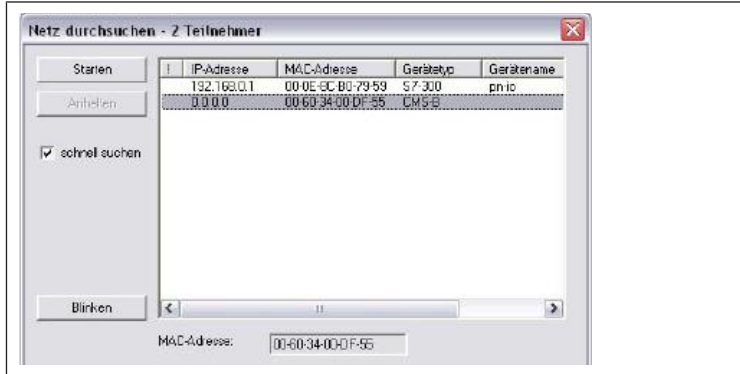 Netz durchsuchen - 2 Teilnehmer
Starten
Anhalten
schnell suchen
Blinken
! IP-Adresse MAC-Adresse Gerätetyp Gerätename
192.168.0.1 00-0E-8C-B0-79-59 S7-300 pn-io
0.0.0.0 00-60-34-00-DF-55 CMS-B
MAC-Adresse: 00-60-34-00-DF-55